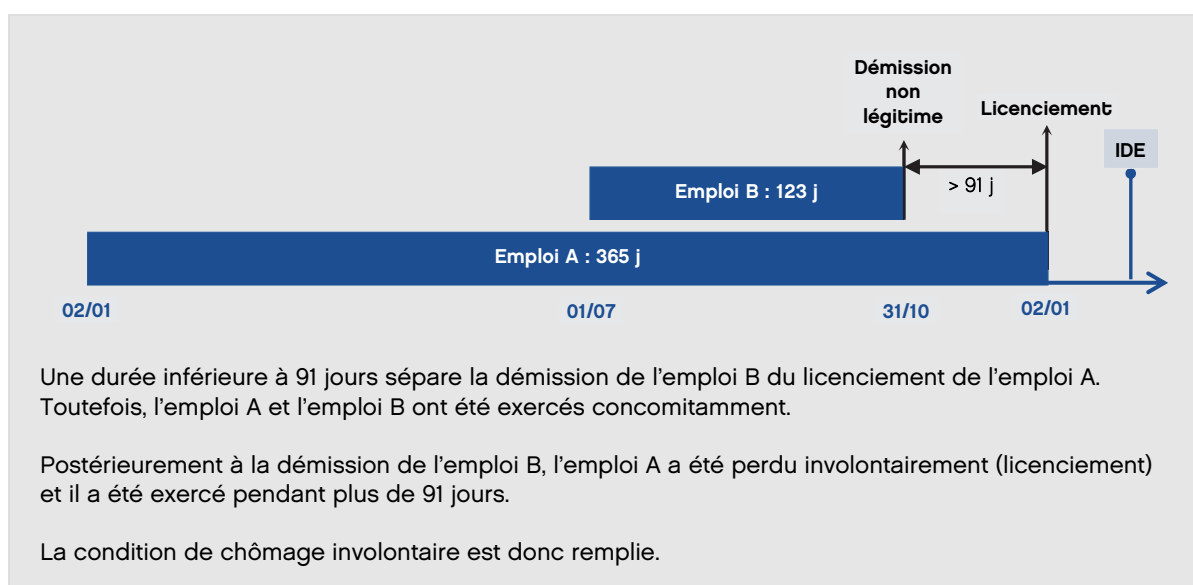 Démission
non
légitime
Licenciement
IDE
> 91 j
Emploi B : 123 j
Emploi A : 365 j
02/01
01/07
31/10
02/01
Une durée inférieure à 91 jours sépare la démission de l'emploi B du licenciement de l'emploi A.
Toutefois, l'emploi A et l'emploi B ont été exercés concomitamment.
Postérieurement à la démission de l'emploi B, l'emploi A a été perdu involontairement (licenciement)
et il a été exercé pendant plus de 91 jours.
La condition de chômage involontaire est donc remplie.